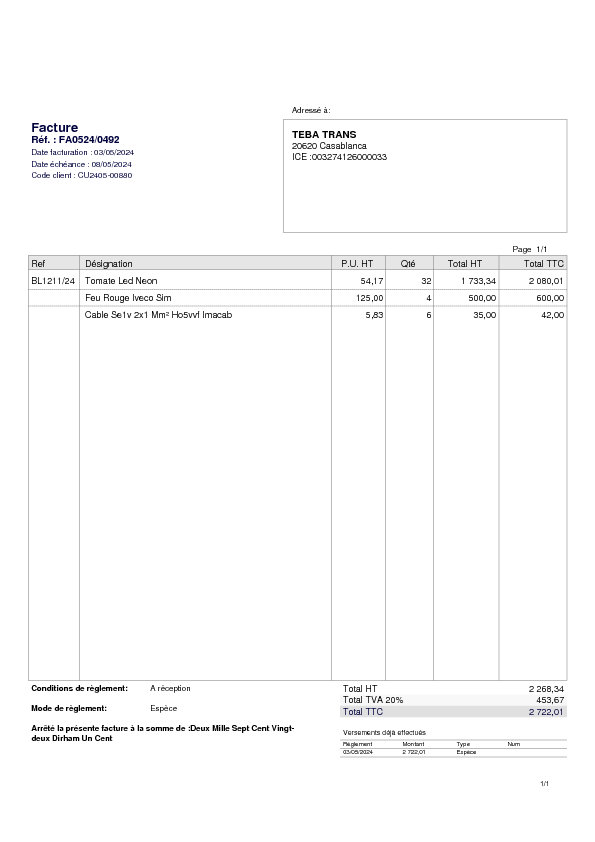 Adressé à:
Facture
Réf. : FA0524/0492
Date facturation : 03/05/2024
Date échéance : 08/05/2024
Code client : CU2405-00880
TEBA TRANS
20620 Casablanca
ICE :003274126000033
Page 1/1
Ref Désignation P.U. HT Qté Total HT Total TTC
BL1211/24 Tomate Led Neon 54,17 32 1 733,34 2 080,01
Feu Rouge Iveco Slm 125,00 4 500,00 600,00
Cable Se1v 2x1 Mm² Ho5vvf Imacab 5,83 6 35,00 42,00
Conditions de règlement: A réception
Total HT 2 268,34
Total TVA 20% 453,67
Mode de règlement: Espèce
Total TTC 2 722,01
Arrêté la présente facture à la somme de :Deux Mille Sept Cent Vingt-
deux Dirham Un Cent
Versements déjà effectués
Règlement Montant Type Num
03/05/2024 2 722,01 Espèce
1/1